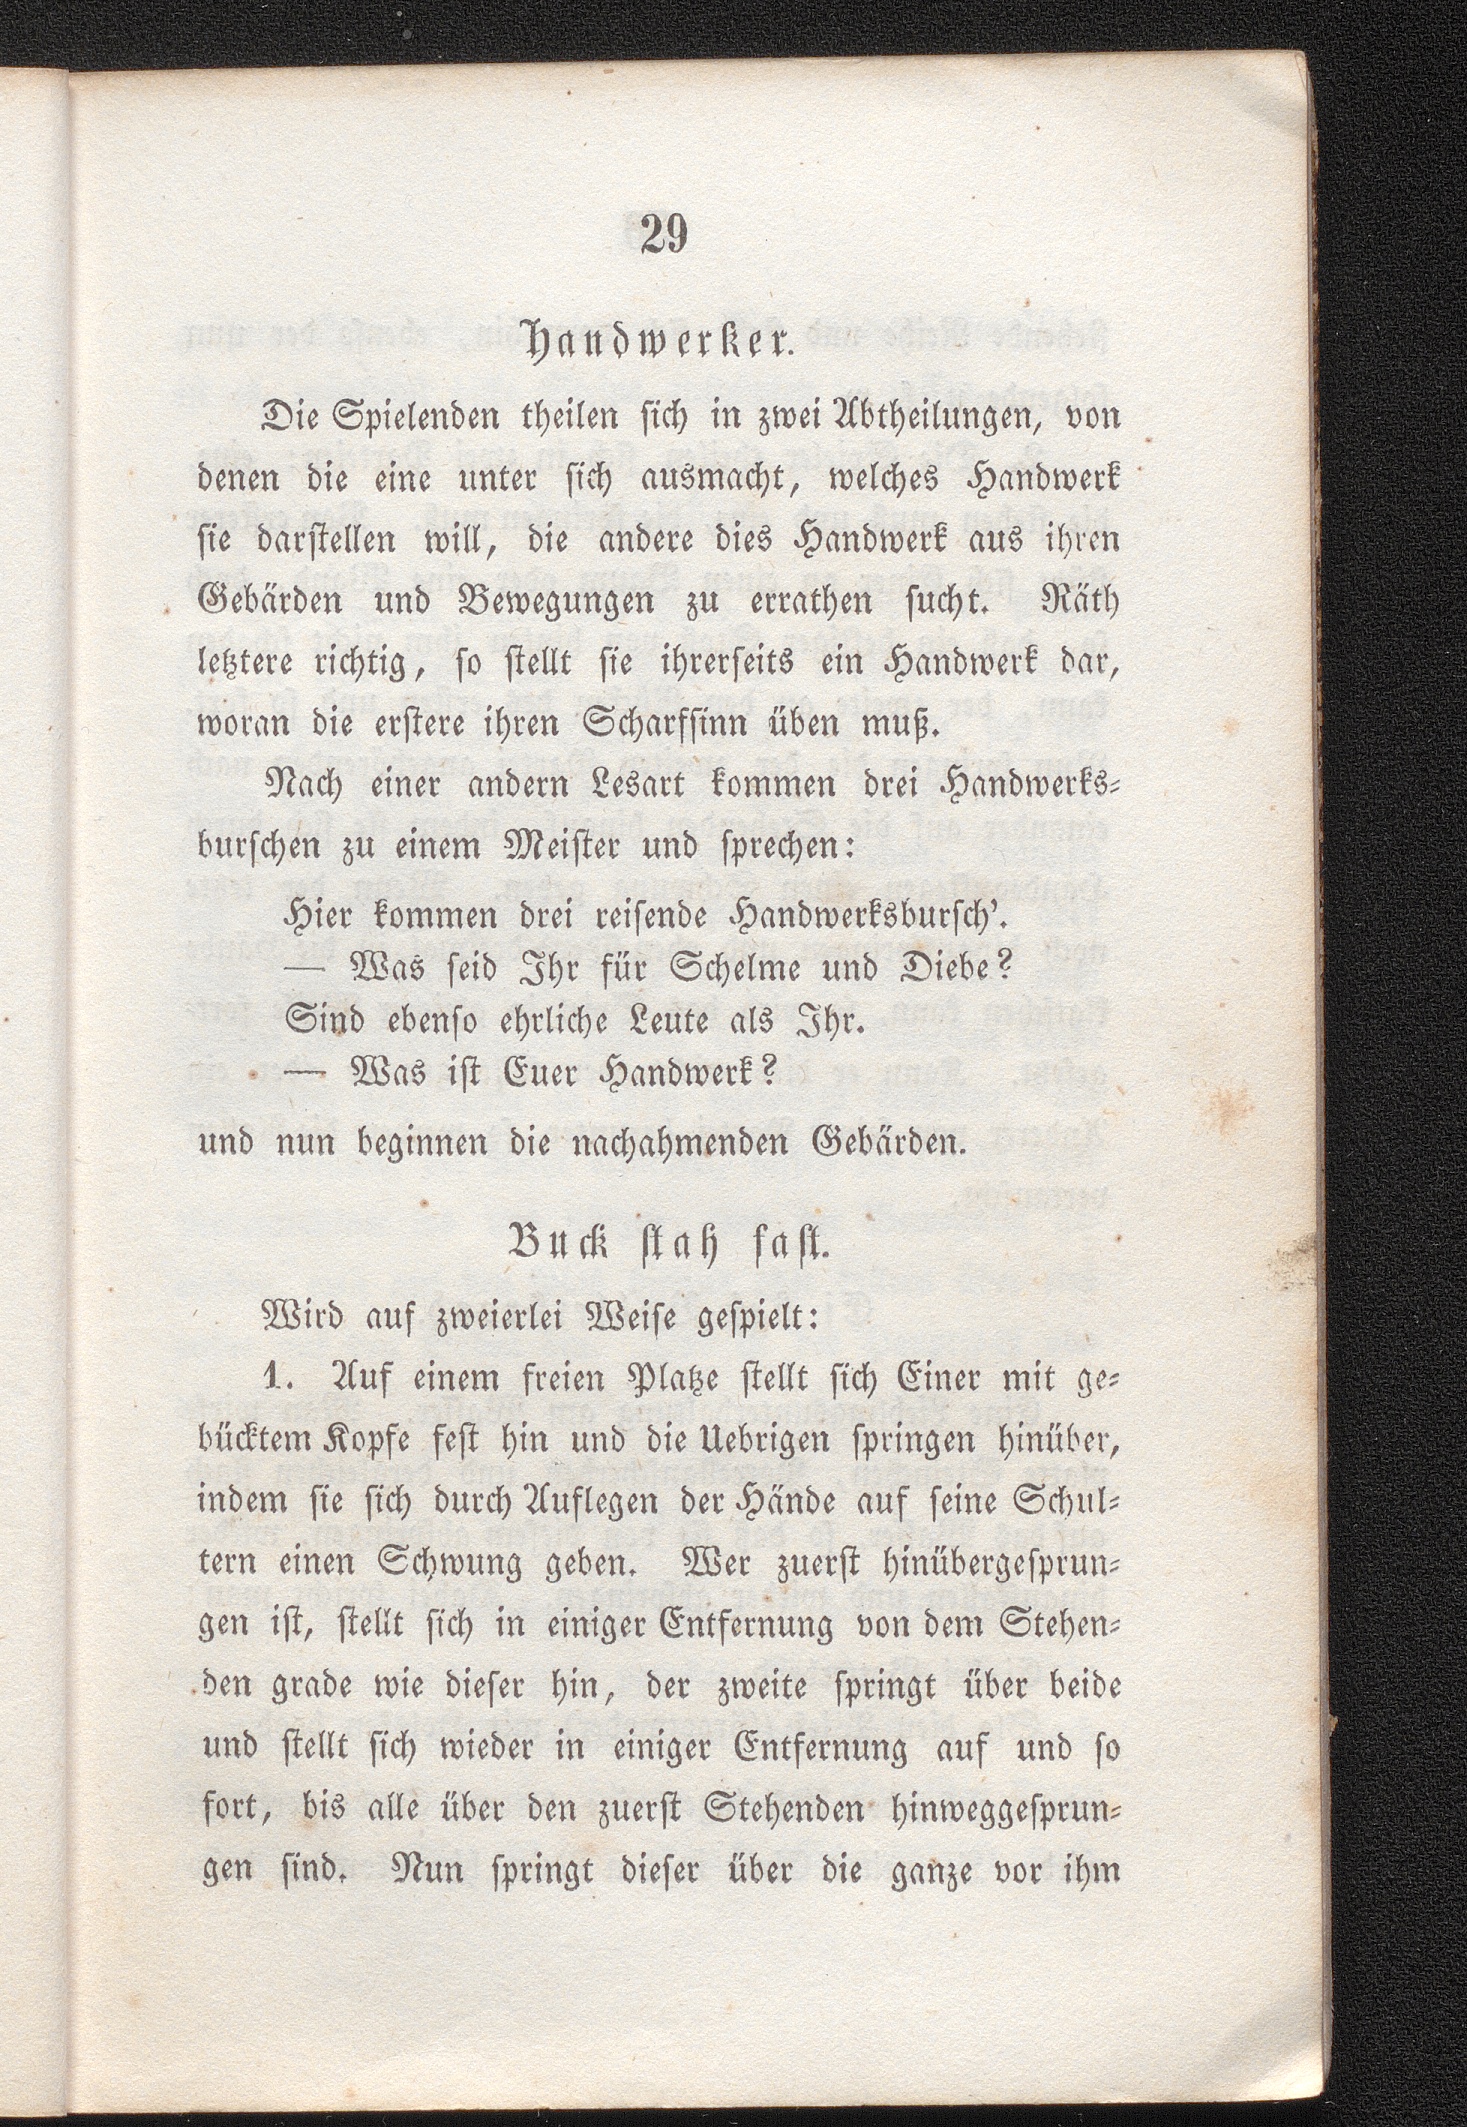 29
Handwerker.
Die Spielenden theilen sich in zwei Abtheilungen, von
denen die eine unter sich ausmacht, welches Handwerk
sie darstellen will, die andere dies Handwerk aus ihren
Gebärden und Bewegungen zu errathen sucht. Räth
letztere richtig, so stellt sie ihrerseits ein Handwerk dar,
woran die erstere ihren Scharfsinn üben muß.
Nach einer andern Lesart kommen drei Handwerks-
burschen zu einem Meister und sprechen:
Hier kommen drei reisende Handwerksbursch'.
— Was seid Ihr für Schelme und Diebe?
Sind ebenso ehrliche Leute als Ihr.
— Was ist Euer Handwerk?
und nun beginnen die nachahmenden Gebärden.
Buck stah fast.
Wird auf zweierlei Weise gespielt:
1. Auf einem freien Platze stellt sich Einer mit ge-
bücktem Kopfe fest hin und die Uebrigen springen hinüber,
indem sie sich durch Auflegen der Hände auf seine Schul-
tern einen Schwung geben. Wer zuerst hinübergesprun-
gen ist, stellt sich in einiger Entfernung von dem Stehen-
den grade wie dieser hin, der zweite springt über beide
und stellt sich wieder in einiger Entfernung auf und so
fort, bis alle über den zuerst Stehenden hinweggesprun-
gen sind. Nun springt dieser über die ganze vor ihm